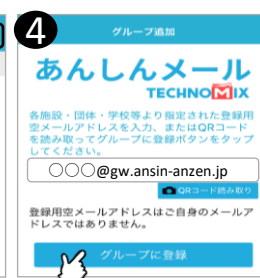 4
グループ追加
あんしんメール
TECHNOMIX
各施設・団体・学校等より指定された登録用
空メールアドレスを入力、またはQRコード
を読み取ってグループに登録ボタンをタップ
してください。
○○○@gw.ansin-anzen.jp
QRコード読み取り
登録用空メールアドレスはご自身のメールア
ドレスではありません。
グループに登録